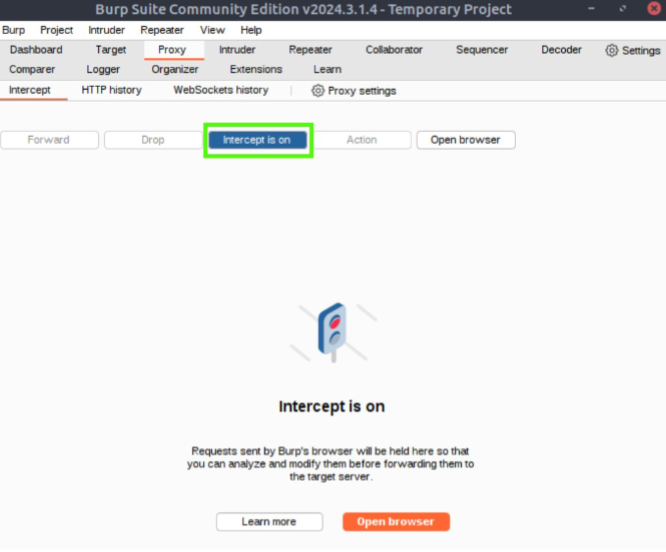 Burp Suite Community Edition v2024.3.1.4 - Temporary Project
Burp Project Intruder Repeater View Help
Dashboard Target Proxy Intruder Repeater Collaborator Sequencer Decoder Settings
Comparer Logger Organizer Extensions Learn
Intercept HTTP history WebSockets history Proxy settings
Forward Drop Intercept is on Action Open browser
Intercept is on
Requests sent by Burp's browser will be held here so that
you can analyze and modify them before forwarding them to
the target server.
Learn more Open browser